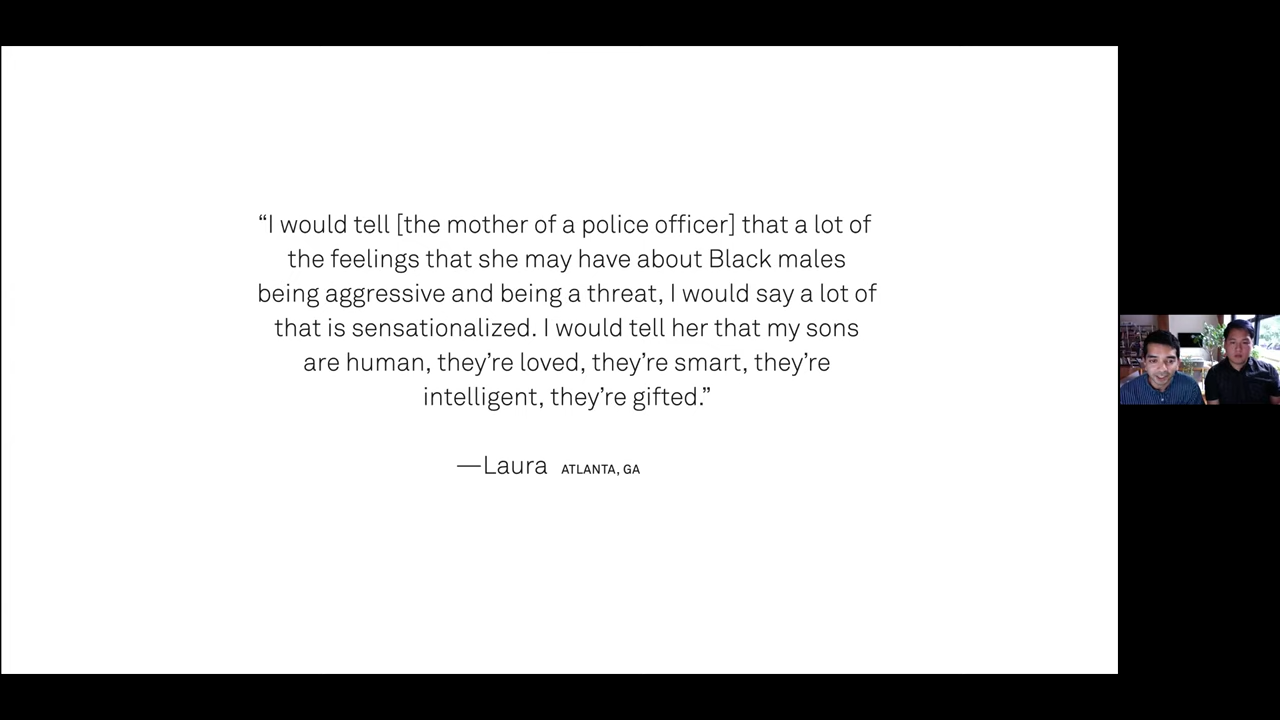 “I would tell [the mother of a police officer] that a lot of
the feelings that she may have about Black males
being aggressive and being a threat, I would say a lot of
that is sensationalized. I would tell her that my sons
are human, they’re loved, they’re smart, they’re
intelligent, they’re gifted.”
—Laura ATLANTA, GA